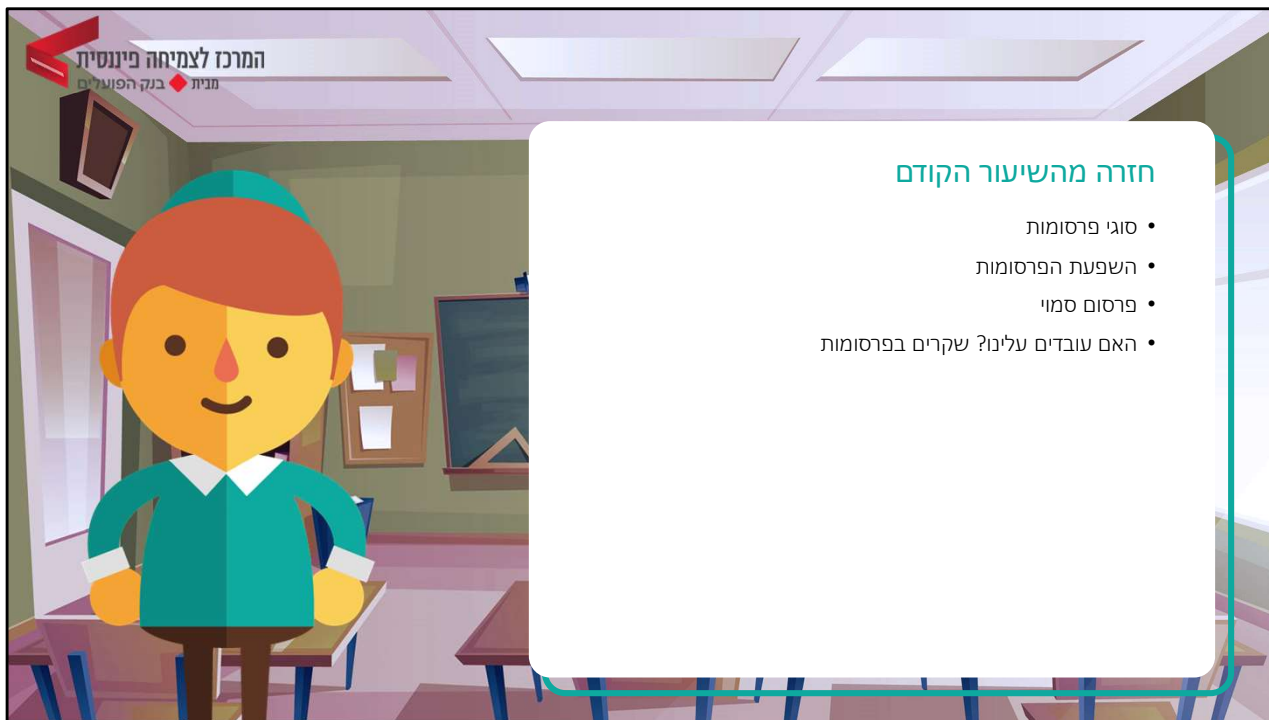 המרכז לצמיחה פיננסית
מבית בנק הפועלים
חזרה מהשיעור הקודם
• סוגי פרסומות
• השפעת הפרסומות
• פרסום סמוי
• האם עובדים עלינו? שקרים בפרסומות